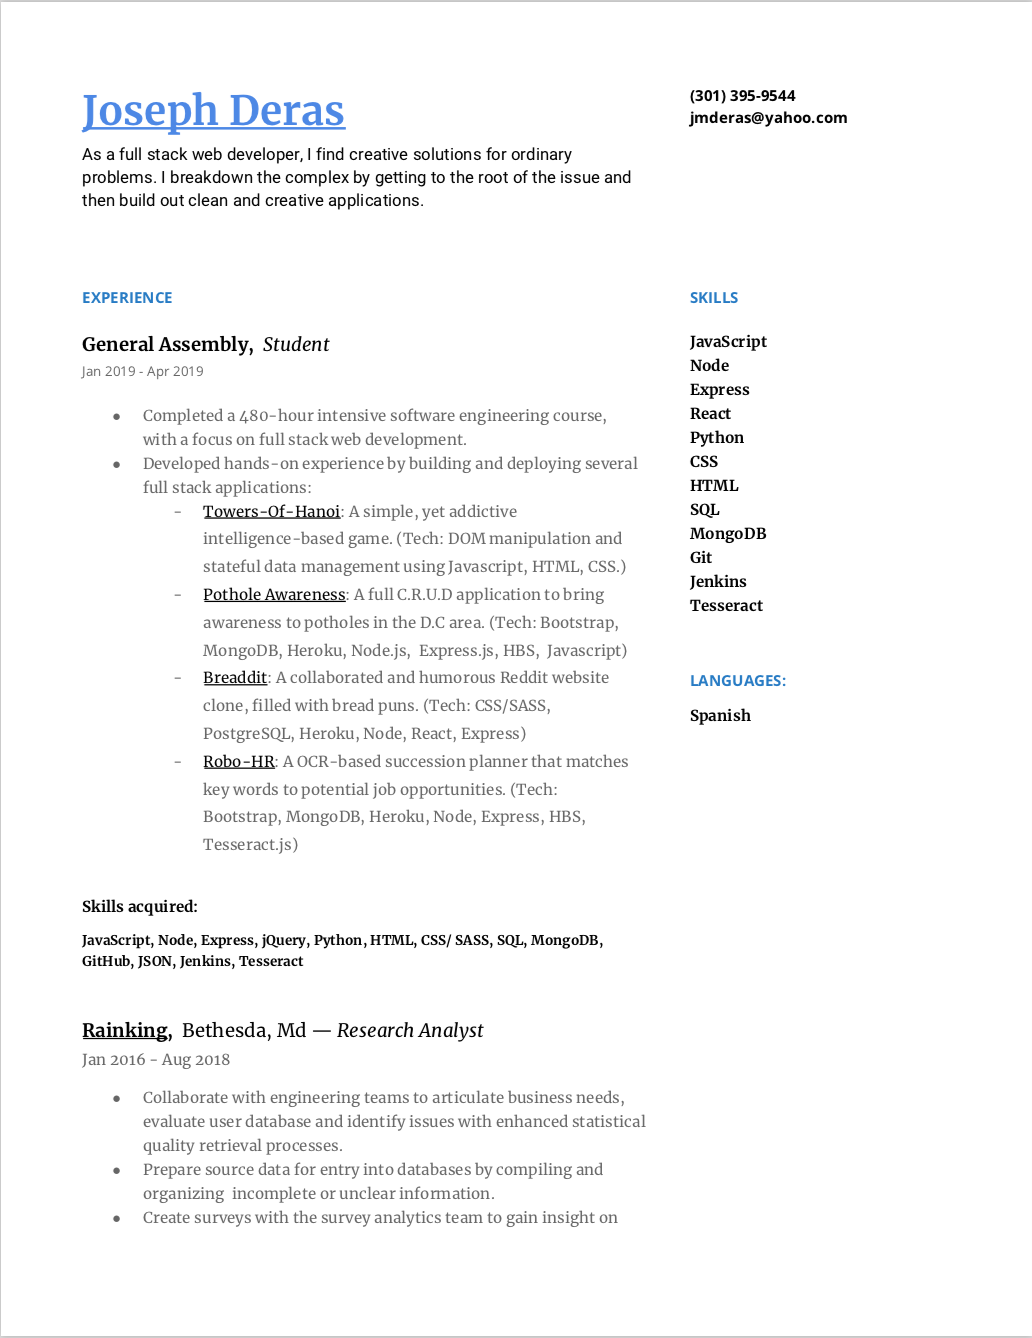 Joseph Deras
As a full stack web developer, I find creative solutions for ordinary
problems. I breakdown the complex by getting to the root of the issue and
then build out clean and creative applications.
(301) 395-9544
jmderas@yahoo.com
EXPERIENCE
General Assembly, Student
Jan 2019 - Apr 2019
● Completed a 480-hour intensive software engineering course,
with a focus on full stack web development.
● Developed hands-on experience by building and deploying several
full stack applications:
- Towers-Of-Hanoi: A simple, yet addictive
intelligence-based game. (Tech: DOM manipulation and
stateful data management using Javascript, HTML, CSS.)
- Pothole Awareness: A full C.R.U.D application to bring
awareness to potholes in the D.C area. (Tech: Bootstrap,
MongoDB, Heroku, Node.js, Express.js, HBS, Javascript)
- Breaddit: A collaborated and humorous Reddit website
clone, filled with bread puns. (Tech: CSS/SASS,
PostgreSQL, Heroku, Node, React, Express)
- Robo-HR: A OCR-based succession planner that matches
key words to potential job opportunities. (Tech:
Bootstrap, MongoDB, Heroku, Node, Express, HBS,
Tesseract.js)
Skills acquired:
JavaScript, Node, Express, jQuery, Python, HTML, CSS/ SASS, SQL, MongoDB,
GitHub, JSON, Jenkins, Tesseract
Rainking, Bethesda, Md — Research Analyst
Jan 2016 - Aug 2018
● Collaborate with engineering teams to articulate business needs,
evaluate user database and identify issues with enhanced statistical
quality retrieval processes.
● Prepare source data for entry into databases by compiling and
organizing incomplete or unclear information.
● Create surveys with the survey analytics team to gain insight on
SKILLS
JavaScript
Node
Express
React
Python
CSS
HTML
SQL
MongoDB
Git
Jenkins
Tesseract
LANGUAGES:
Spanish